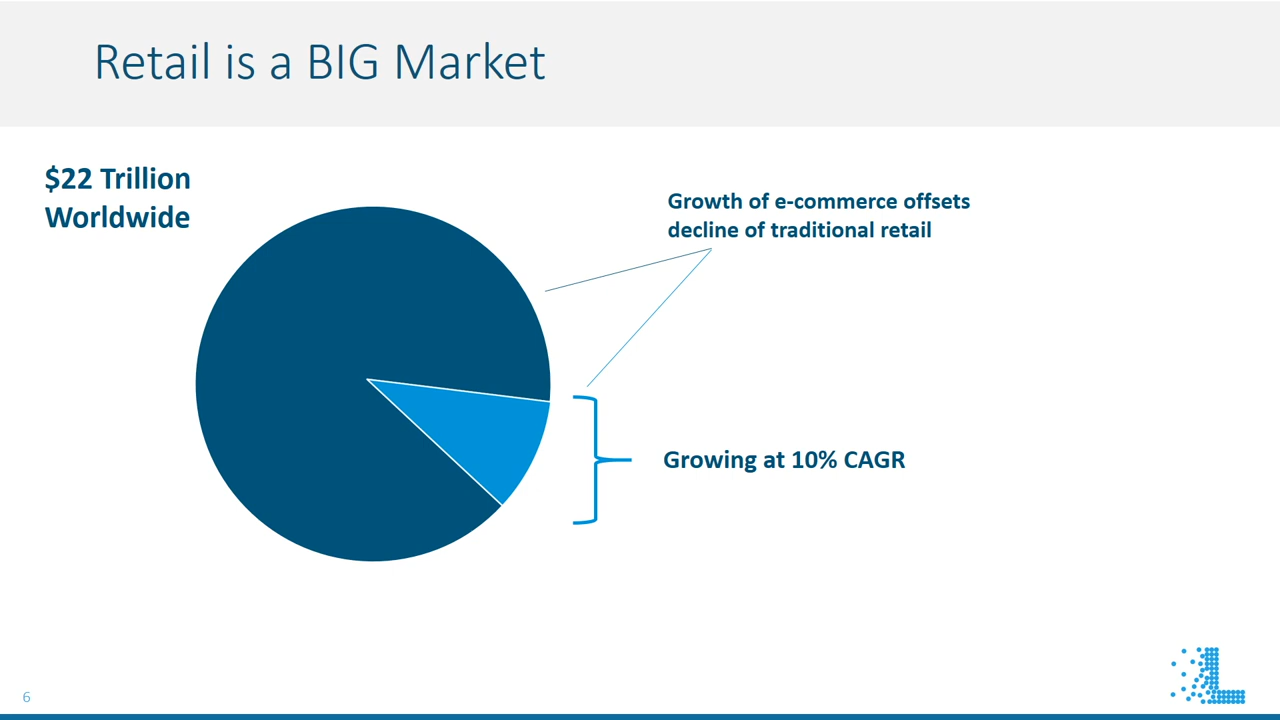 Retail is a BIG Market
$22 Trillion
Worldwide
Growth of e-commerce offsets
decline of traditional retail
Growing at 10% CAGR
6
L